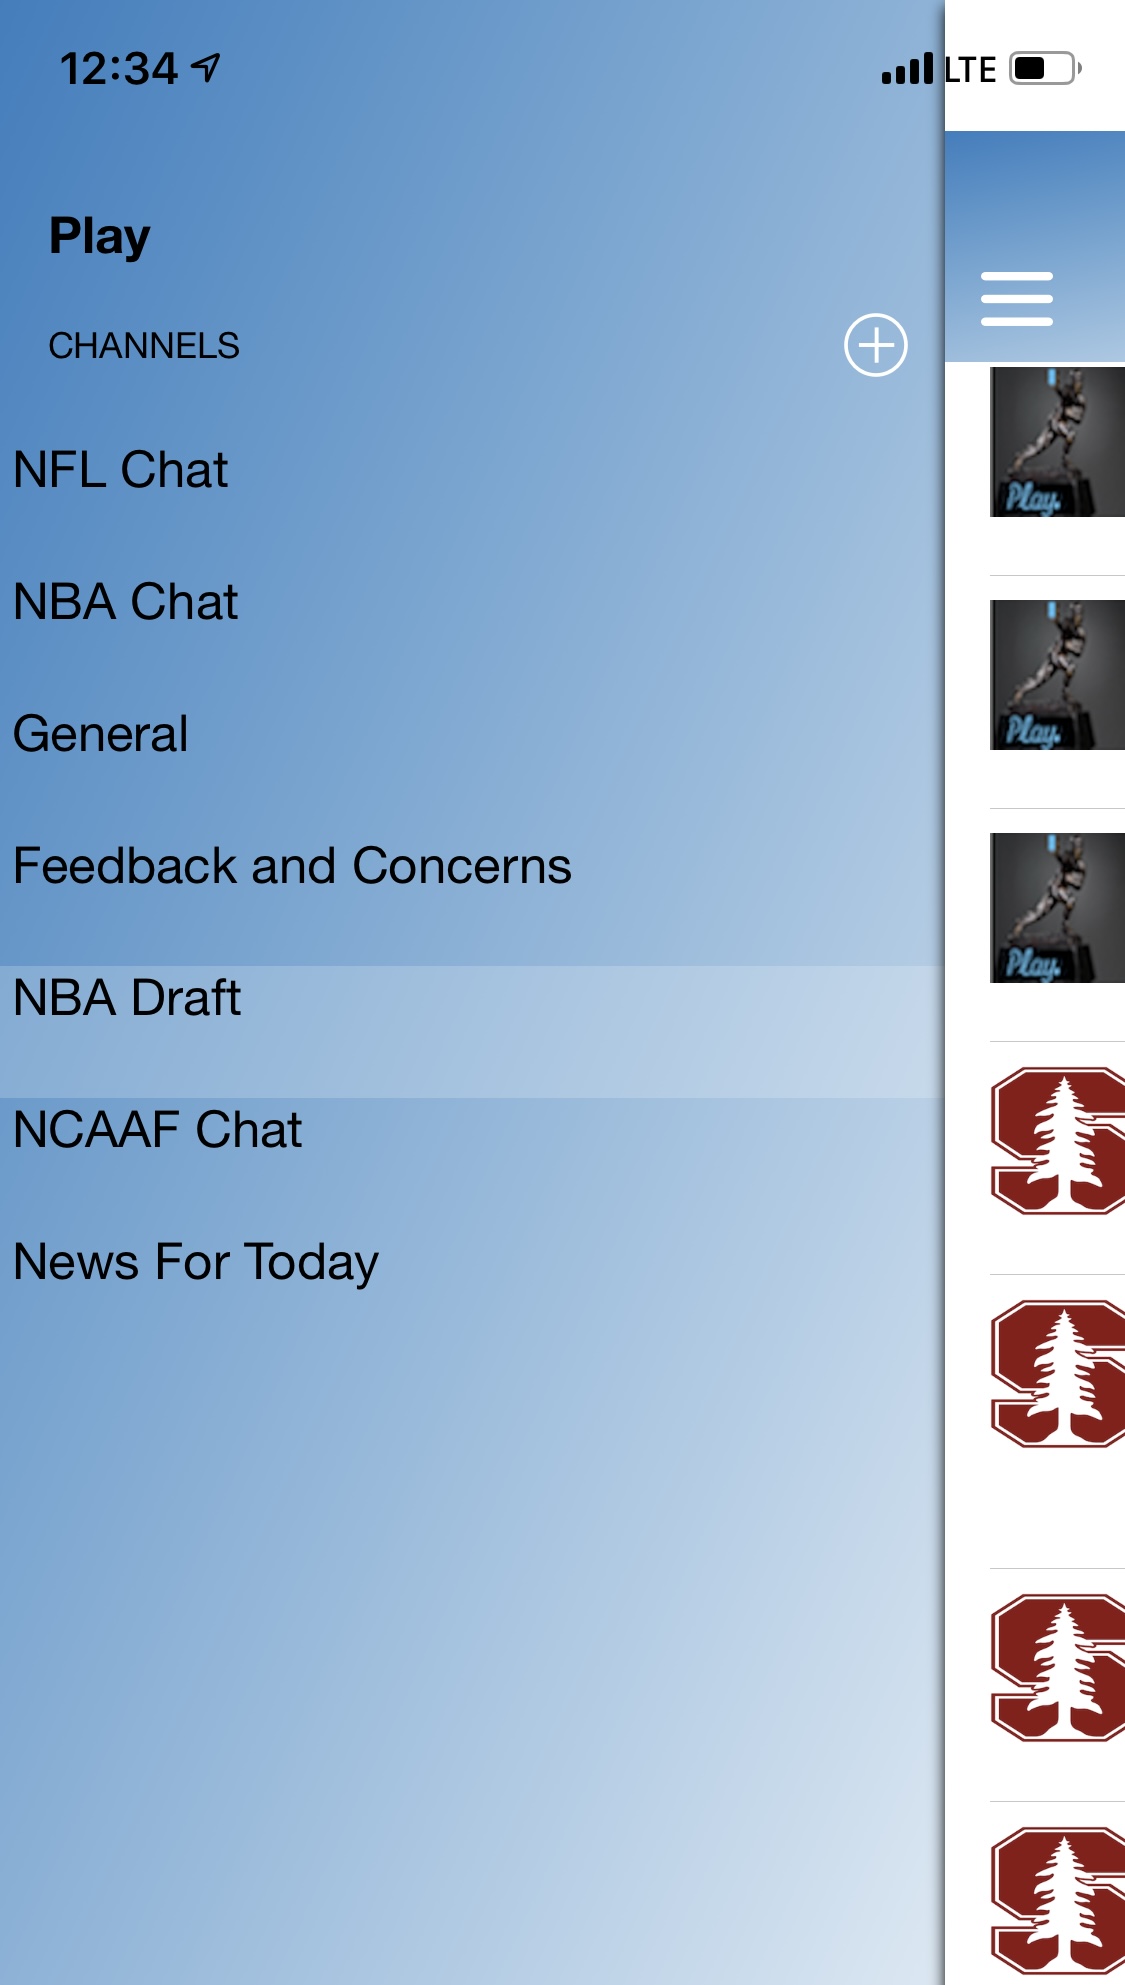 12:34 LTE
Play
CHANNELS
NFL Chat
NBA Chat
General
Feedback and Concerns
NBA Draft
NCAAF Chat
News For Today
Play.
Play.
Play.